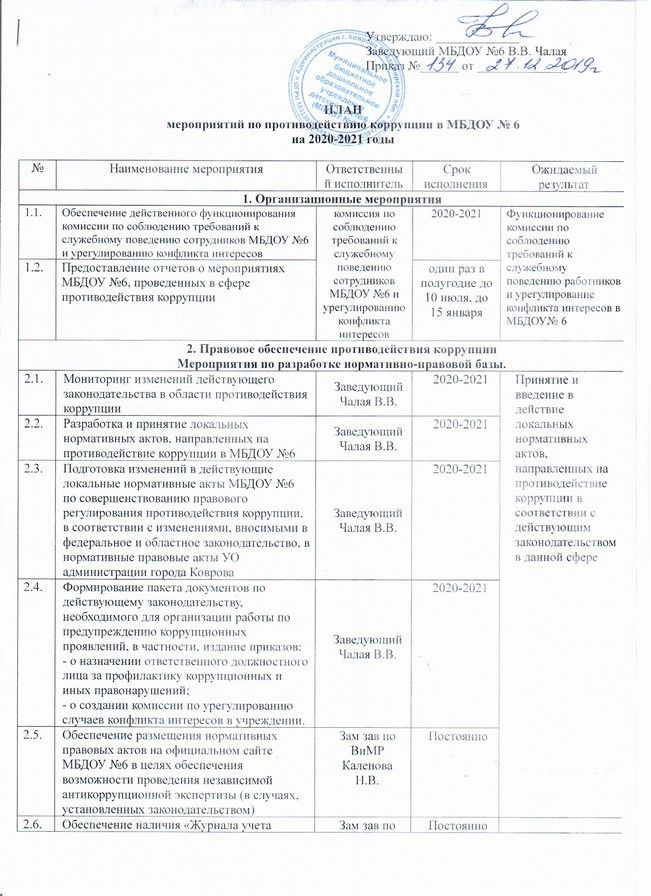 Утверждаю:
Заведующий МБДОУ №6 В.В. Чалая
Приказ № 134 от 27.12.2019г
Муниципальное
бюджетное
дошкольное
образовательное
учреждение
ПЛАН
мероприятий по противодействию коррупции в МБДОУ № 6
на 2020-2021 годы
№ Наименование мероприятия Ответственны Срок Ожидаемый
й исполнитель исполнения результат
1. Организационные мероприятия
1.1. Обеспечение действенного функционирования
комиссии по соблюдению требований к
служебному поведению сотрудников МБДОУ №6
и урегулированию конфликта интересов
комиссия по
соблюдению
требований к
служебному
поведению
сотрудников
МБДОУ №6 и
урегулированию
конфликта
интересов
2020-2021
Функционирование
комиссии по
соблюдению
требований к
служебному
поведению работников
и урегулирование
конфликта интересов в
МБДОУ№ 6
1.2. Предоставление отчетов о мероприятиях
МБДОУ №6, проведенных в сфере
противодействия коррупции
один раз в
полугодие до
10 июля, до
15 января
2. Правовое обеспечение противодействия коррупции
Мероприятия по разработке нормативно-правовой базы.
2.1. Мониторинг изменений действующего
законодательства в области противодействия
коррупции
Заведующий
Чалая В.В.
2020-2021
Принятие и
введение в
действие
локальных
нормативных
актов,
направленных на
противодействие
коррупции в
соответствии с
действующим
законодательством
в данной сфере
2.2. Разработка и принятие локальных
нормативных актов, направленных на
противодействие коррупции в МБДОУ №6
Заведующий
Чалая В.В.
2020-2021
2.3. Подготовка изменений в действующие
локальные нормативные акты МБДОУ №6
по совершенствованию правового
регулирования противодействия коррупции,
в соответствии с изменениями, вносимыми в
федеральное и областное законодательство, в
нормативные правовые акты УО
администрации города Коврова
Заведующий
Чалая В.В.
2020-2021
2.4. Формирование пакета документов по
действующему законодательству,
необходимого для организации работы по
предупреждению коррупционных
проявлений, в частности, издание приказов:
- о назначении ответственного должностного
лица за профилактику коррупционных и
иных правонарушений;
- о создании комиссии по урегулированию
случаев конфликта интересов в учреждении.
Заведующий
Чалая В.В.
2020-2021
2.5. Обеспечение размещения нормативных
правовых актов на официальном сайте
МБДОУ №6 в целях обеспечения
возможности проведения независимой
антикоррупционной экспертизы (в случаях,
установленных законодательством)
Зам зав по
ВиМР
Каленова
Н.В.
Постоянно
2.6. Обеспечение наличия «Журнала учета
Зам зав по
Постоянно